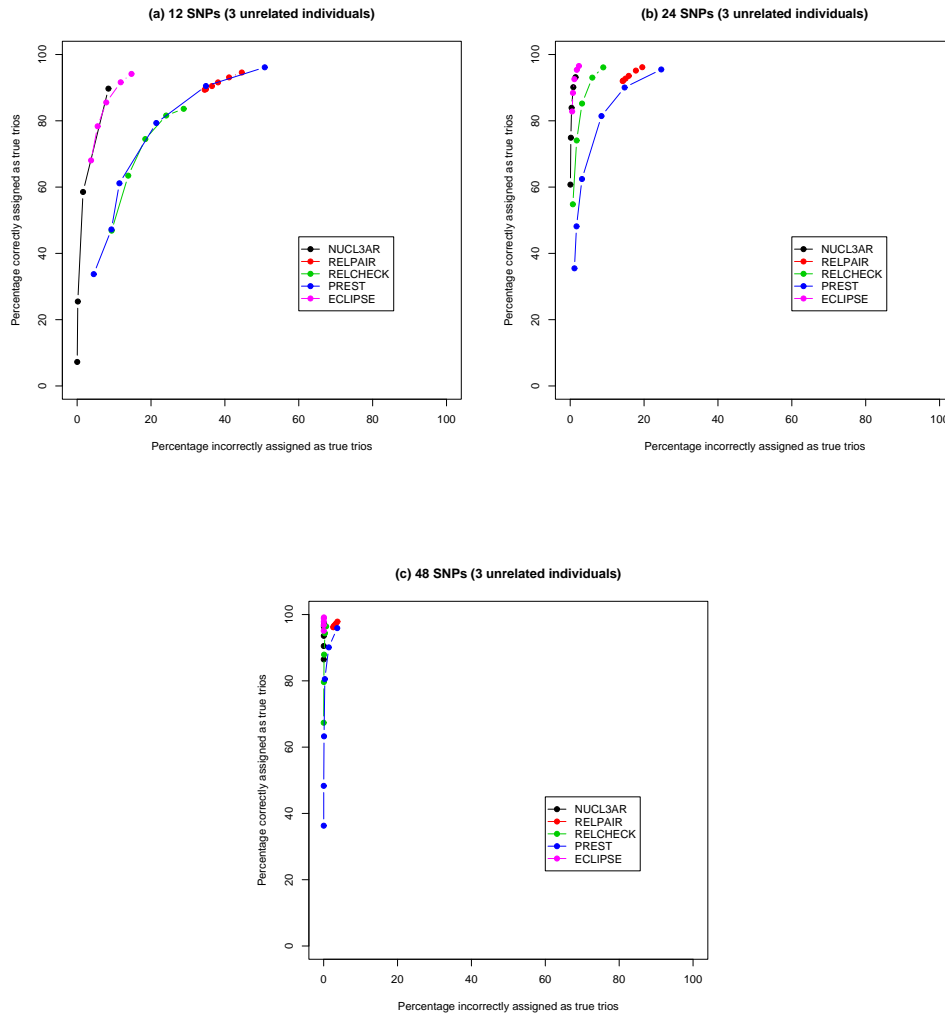 (a) 12 SNPs (3 unrelated individuals)
Percentage correctly assigned as true trios
100
80
60
40
20
0
NUCL3AR
RELPAIR
RELCHECK
PREST
ECLIPSE
0 20 40 60 80 100
Percentage incorrectly assigned as true trios
(b) 24 SNPs (3 unrelated individuals)
Percentage correctly assigned as true trios
100
80
60
40
20
0
NUCL3AR
RELPAIR
RELCHECK
PREST
ECLIPSE
0 20 40 60 80 100
Percentage incorrectly assigned as true trios
(c) 48 SNPs (3 unrelated individuals)
Percentage correctly assigned as true trios
100
80
60
40
20
0
NUCL3AR
RELPAIR
RELCHECK
PREST
ECLIPSE
0 20 40 60 80 100
Percentage incorrectly assigned as true trios